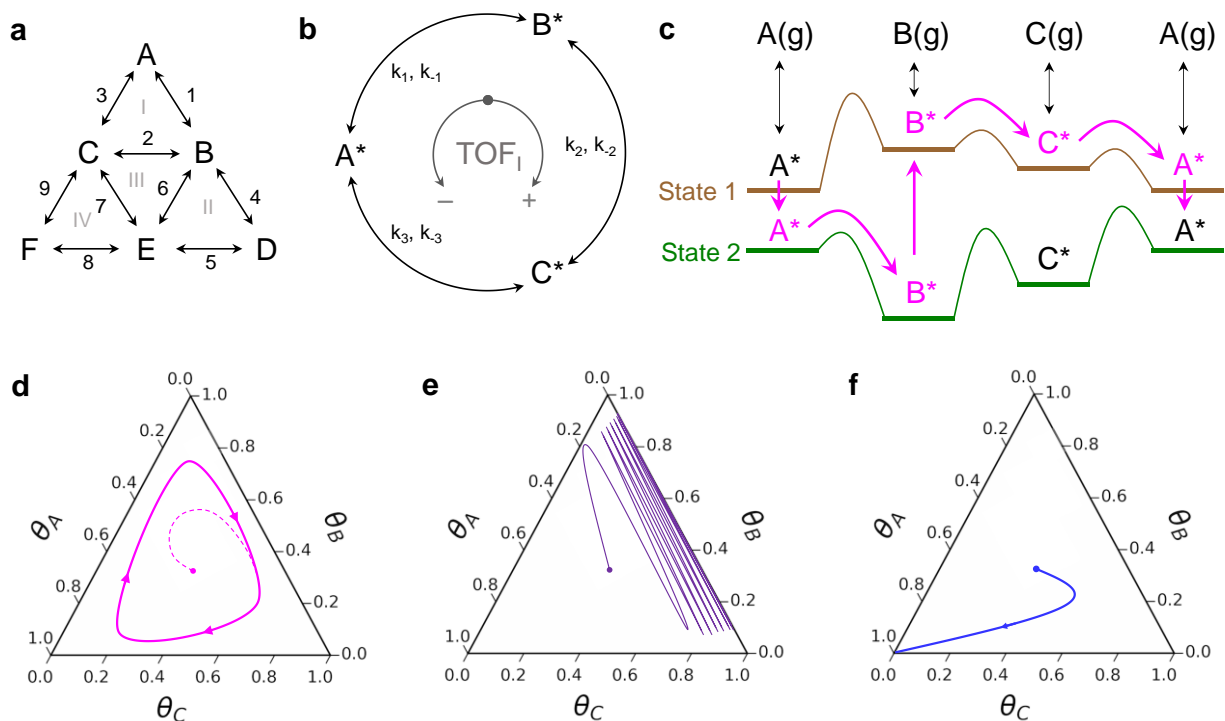 a
A
3
I
1
C
2
B
9
III
6
4
IV
7
II
F
8
E
5
D
b
B*
k1, k-1
A*
TOFI
k2, k-2
− +
k3, k-3
C*
c
A(g) B(g) C(g) A(g)
B*
C*
A* A*
State 1
A* A*
State 2
C*
B*
d
0.0
1.0
0.2
0.8
0.4
0.6
θA
θB
0.6
0.4
0.8
0.2
1.0
0.0
0.0 0.2 0.4 0.6 0.8 1.0
θC
e
0.0
1.0
0.2
0.8
0.4
0.6
θA
θB
0.6
0.4
0.8
0.2
1.0
0.0
0.0 0.2 0.4 0.6 0.8 1.0
θC
f
0.0
1.0
0.2
0.8
0.4
0.6
θA
θB
0.6
0.4
0.8
0.2
1.0
0.0
0.0 0.2 0.4 0.6 0.8 1.0
θC